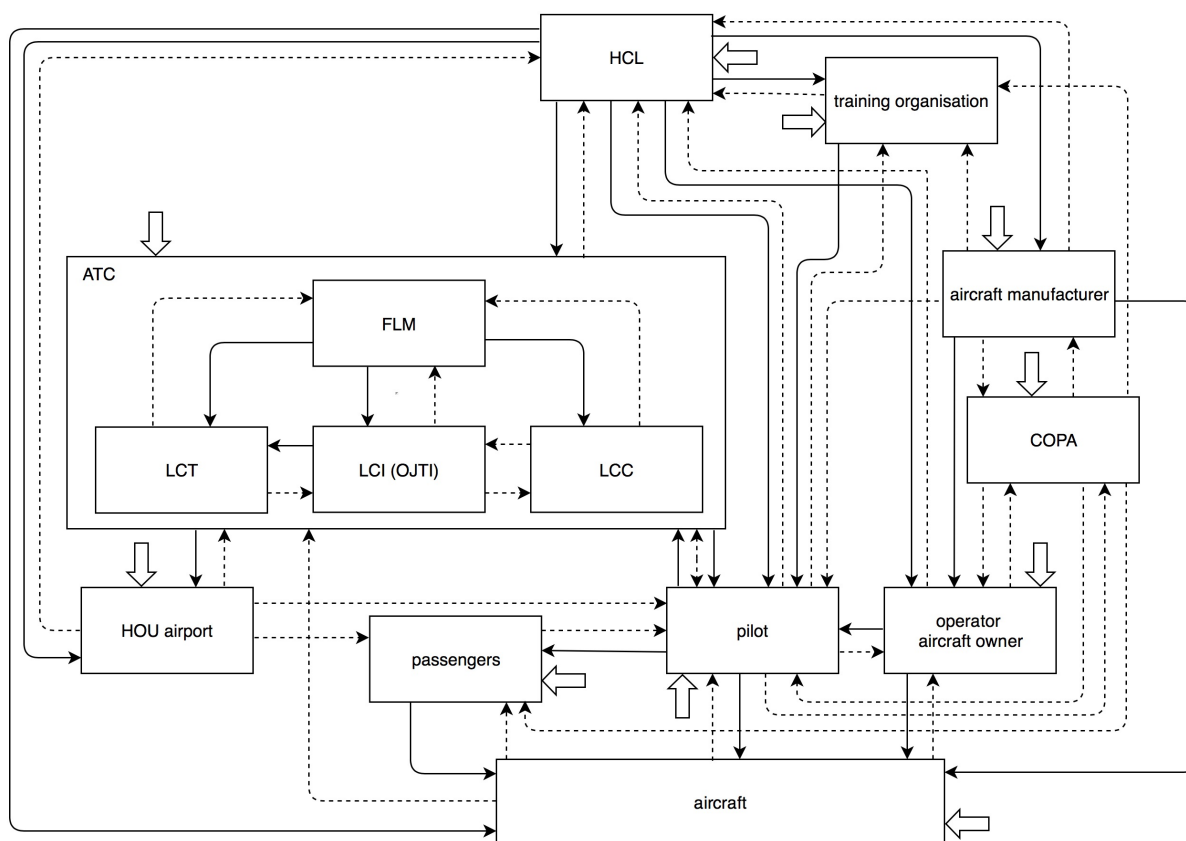 HCL
training organisation
ATC
FLM
aircraft manufacturer
LCT
LCI (OJTI)
LCC
COPA
HOU airport
passengers
pilot
operator
aircraft owner
aircraft